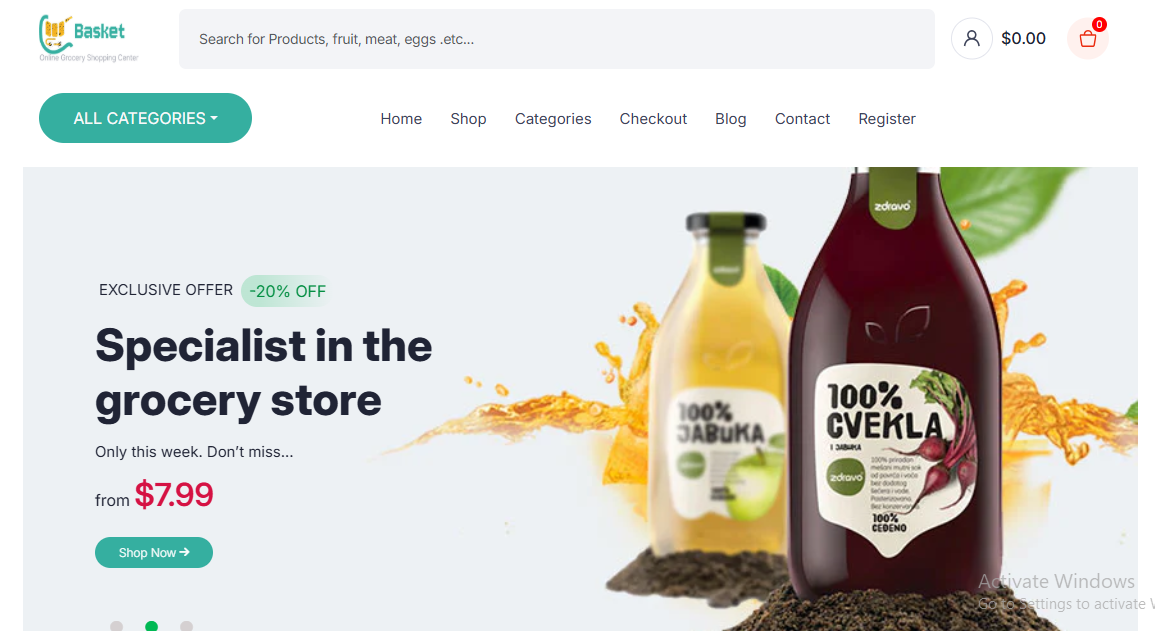 Basket
Online Grocery Shopping Center
Search for Products, fruit, meat, eggs .etc...
$0.00
0
ALL CATEGORIES
Home
Shop
Categories
Checkout
Blog
Contact
Register
EXCLUSIVE OFFER
-20% OFF
Specialist in the
grocery store
Only this week. Don't miss...
from $7.99
Shop Now
zdravo
100%
JABUKA
zdravo
100%
CVEKLA
I JABUKA
100% prirodan
mešani mutni sok
od povrća i voća
bez dodatog
šećera i vode.
Pasterizovano.
Bez konzervansa.
zdravo
100%
CEĐENO
Activate Windows
Go to Settings to activate